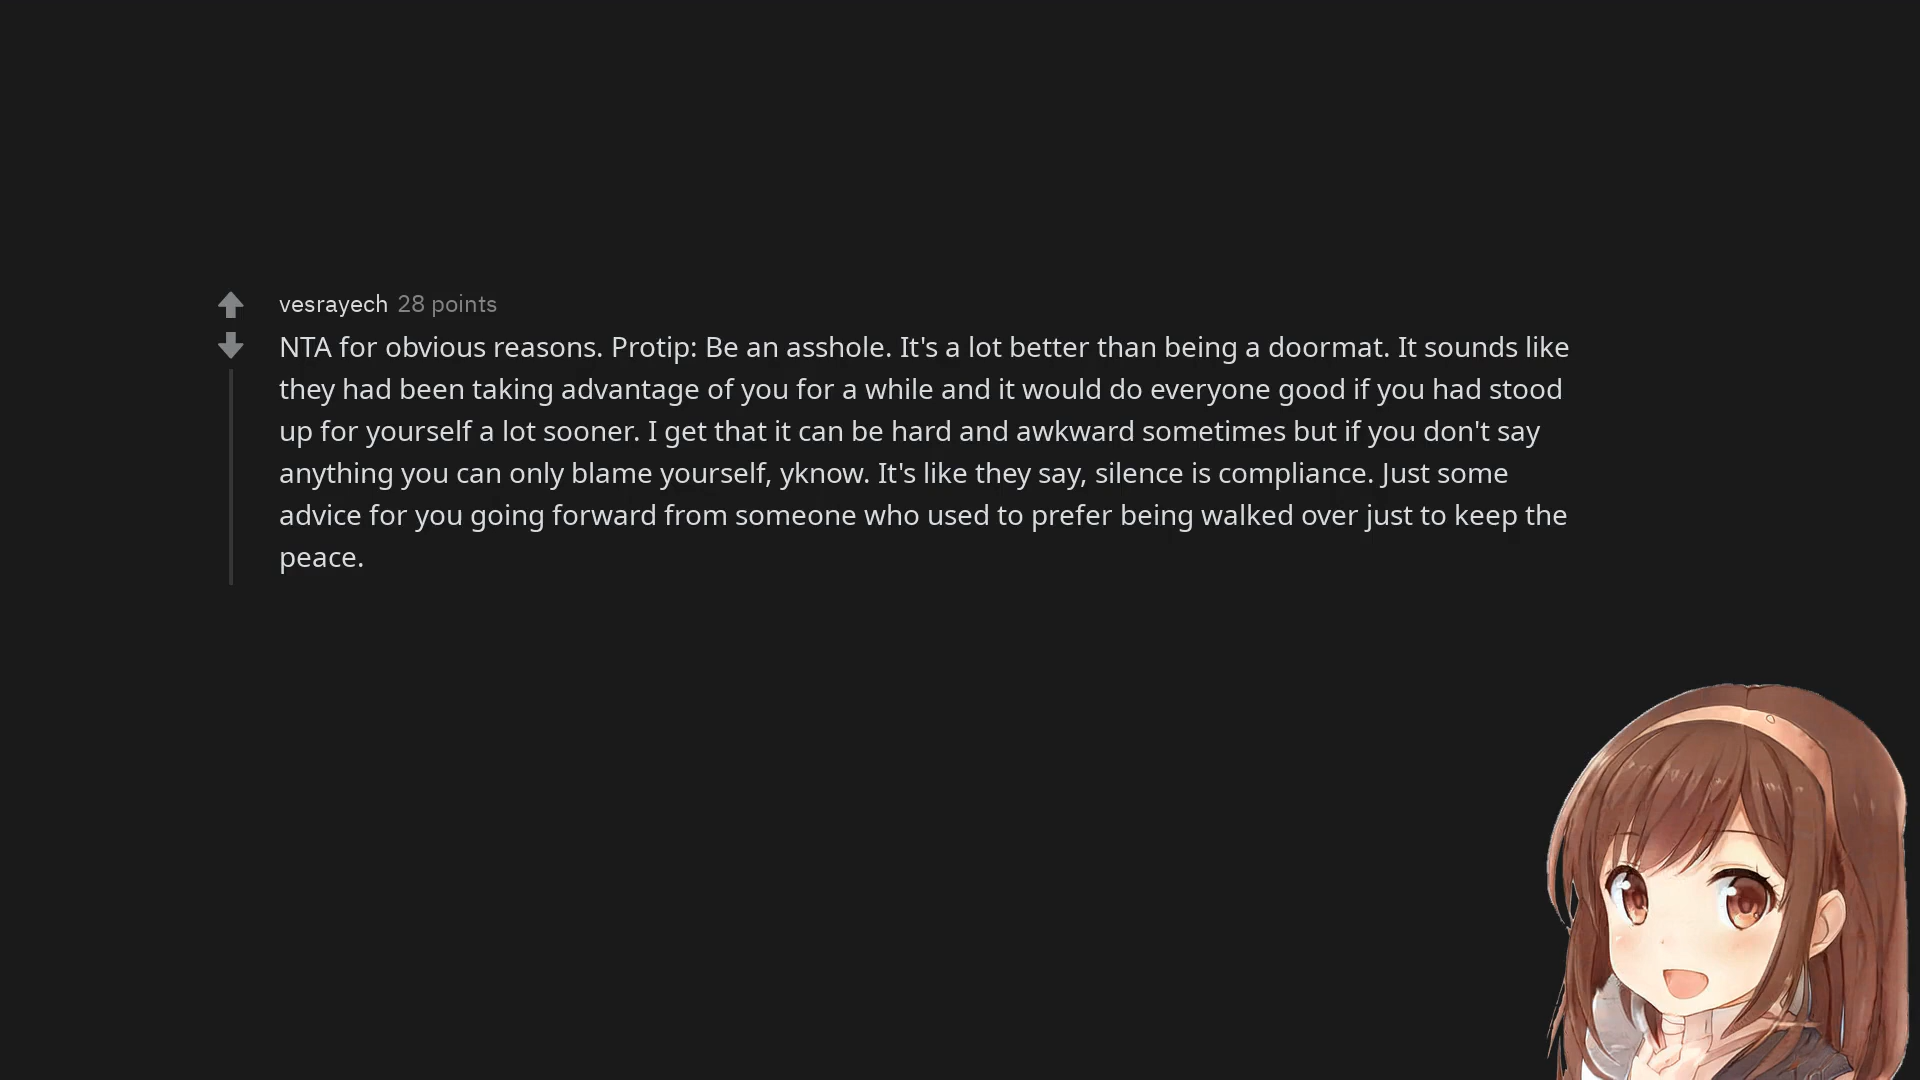 vesrayech 28 points
NTA for obvious reasons. Protip: Be an asshole. It's a lot better than being a doormat. It sounds like
they had been taking advantage of you for a while and it would do everyone good if you had stood
up for yourself a lot sooner. I get that it can be hard and awkward sometimes but if you don't say
anything you can only blame yourself, yknow. It's like they say, silence is compliance. Just some
advice for you going forward from someone who used to prefer being walked over just to keep the
peace.